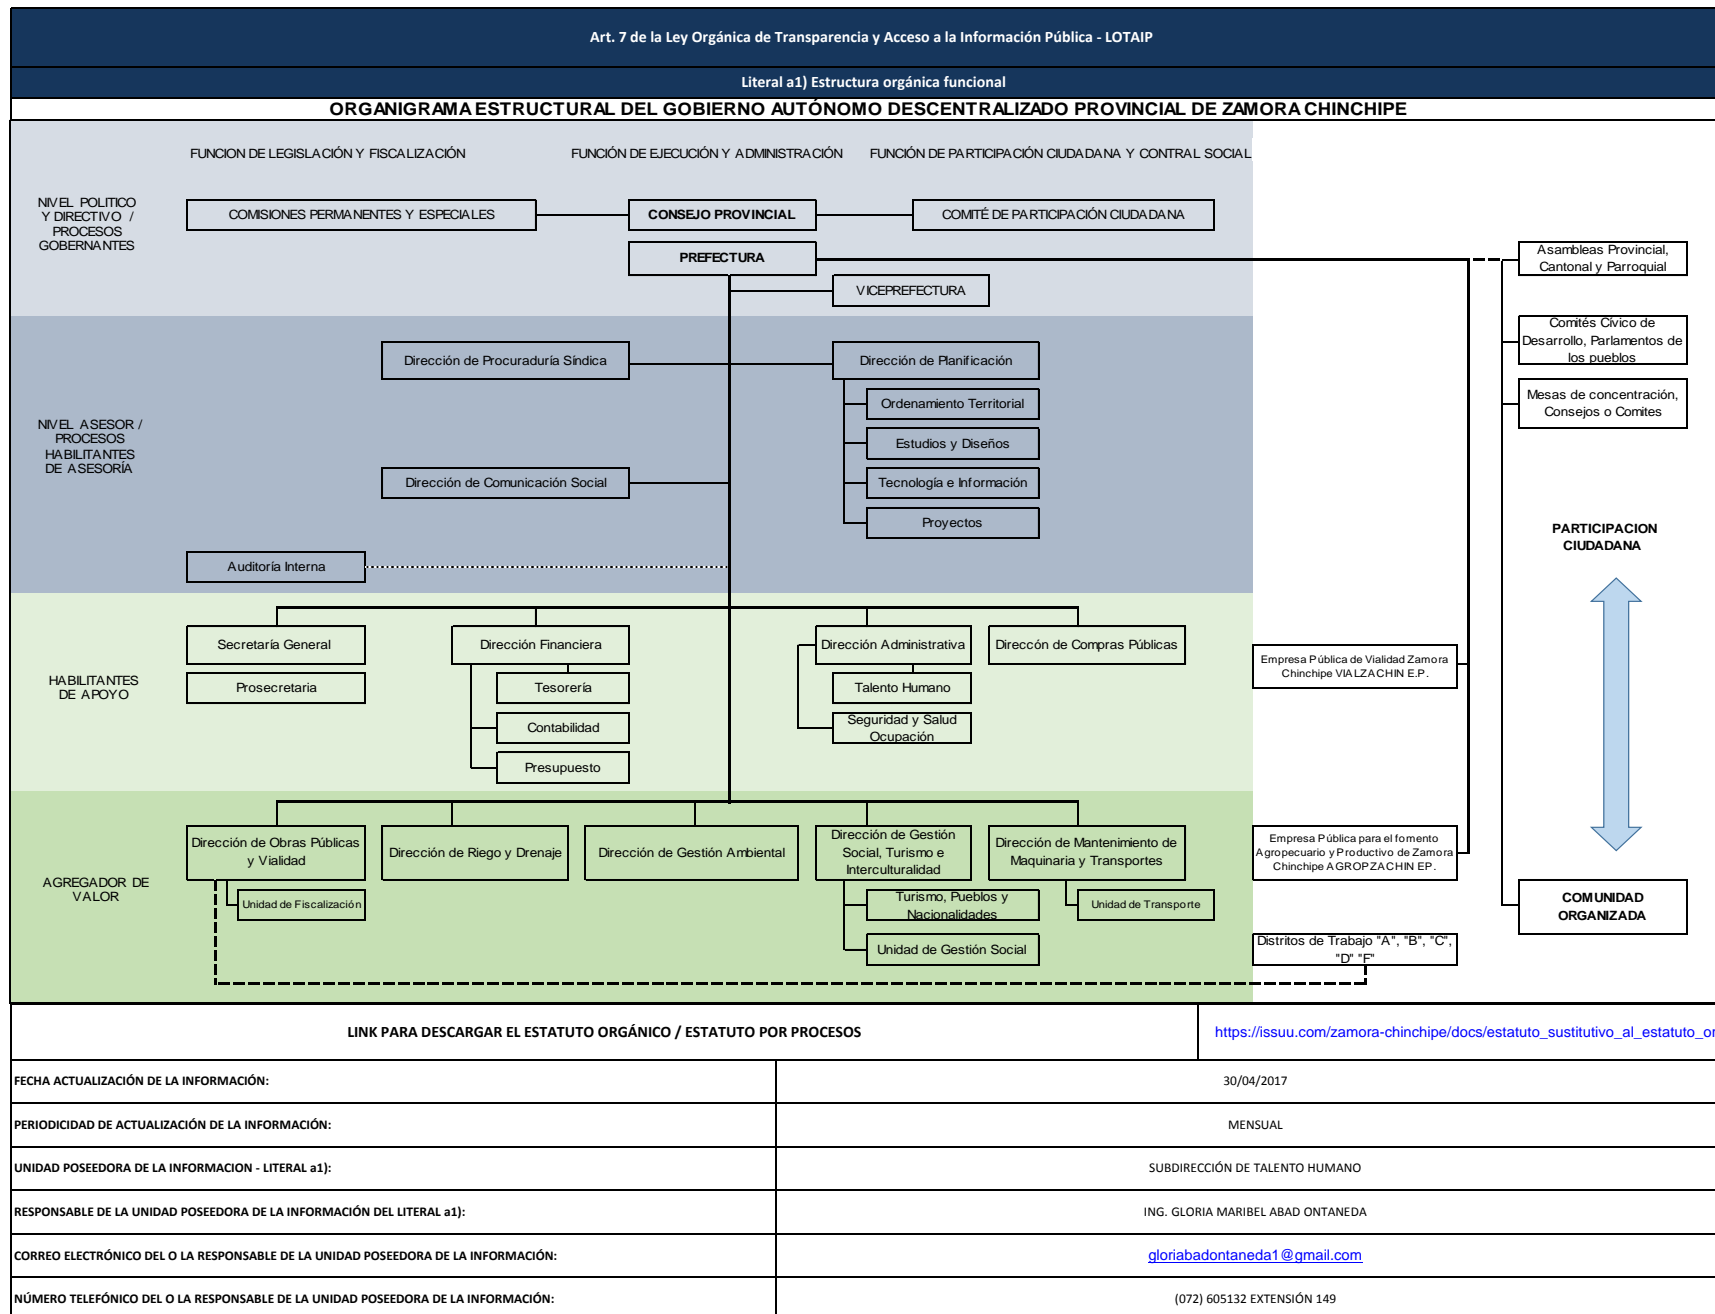 Art. 7 de la Ley Orgánica de Transparencia y Acceso a la Información Pública - LOTAIP
Literal a1) Estructura orgánica funcional
ORGANIGRAMA ESTRUCTURAL DEL GOBIERNO AUTÓNOMO DESCENTRALIZADO PROVINCIAL DE ZAMORA CHINCHIPE
FUNCION DE LEGISLACIÓN Y FISCALIZACIÓN
FUNCIÓN DE EJECUCIÓN Y ADMINISTRACIÓN
FUNCIÓN DE PARTICIPACIÓN CIUDADANA Y CONTRAL SOCIAL
NIVEL POLITICO
Y DIRECTIVO /
PROCESOS
GOBERNANTES
COMISIONES PERMANENTES Y ESPECIALES
CONSEJO PROVINCIAL
COMITÉ DE PARTICIPACIÓN CIUDADANA
PREFECTURA
VICEPREFECTURA
Asambleas Provincial,
Cantonal y Parroquial
Comités Cívico de
Desarrollo, Parlamentos de
los pueblos
Mesas de concentración,
Consejos o Comites
NIVEL ASESOR /
PROCESOS
HABILITANTES
DE ASESORÍA
Dirección de Procuraduría Síndica
Dirección de Planificación
Ordenamiento Territorial
Estudios y Diseños
Dirección de Comunicación Social
Tecnología e Información
Proyectos
Auditoría Interna
PARTICIPACION
CIUDADANA
HABILITANTES
DE APOYO
Secretaría General
Dirección Financiera
Dirección Administrativa
Direccón de Compras Públicas
Prosecretaria
Tesorería
Talento Humano
Contabilidad
Seguridad y Salud
Ocupación
Presupuesto
Empresa Pública de Vialidad Zamora
Chinchipe VIALZACHIN E.P.
AGREGADOR DE
VALOR
Dirección de Obras Públicas
y Vialidad
Dirección de Riego y Drenaje
Dirección de Gestión Ambiental
Dirección de Gestión
Social, Turismo e
Interculturalidad
Dirección de Mantenimiento de
Maquinaria y Transportes
Empresa Pública para el fomento
Agropecuario y Productivo de Zamora
Chinchipe AGROPZACHIN EP.
Unidad de Fiscalización
Turismo, Pueblos y
Nacionalidades
Unidad de Transporte
COMUNIDAD
ORGANIZADA
Unidad de Gestión Social
Distritos de Trabajo "A", "B", "C",
"D" "F"
LINK PARA DESCARGAR EL ESTATUTO ORGÁNICO / ESTATUTO POR PROCESOS
https://issuu.com/zamora-chinchipe/docs/estatuto_sustitutivo_al_estatuto_or
FECHA ACTUALIZACIÓN DE LA INFORMACIÓN:
30/04/2017
PERIODICIDAD DE ACTUALIZACIÓN DE LA INFORMACIÓN:
MENSUAL
UNIDAD POSEEDORA DE LA INFORMACION - LITERAL a1):
SUBDIRECCIÓN DE TALENTO HUMANO
RESPONSABLE DE LA UNIDAD POSEEDORA DE LA INFORMACIÓN DEL LITERAL a1):
ING. GLORIA MARIBEL ABAD ONTANEDA
CORREO ELECTRÓNICO DEL O LA RESPONSABLE DE LA UNIDAD POSEEDORA DE LA INFORMACIÓN:
gloriabadontaneda1@gmail.com
NÚMERO TELEFÓNICO DEL O LA RESPONSABLE DE LA UNIDAD POSEEDORA DE LA INFORMACIÓN:
(072) 605132 EXTENSIÓN 149